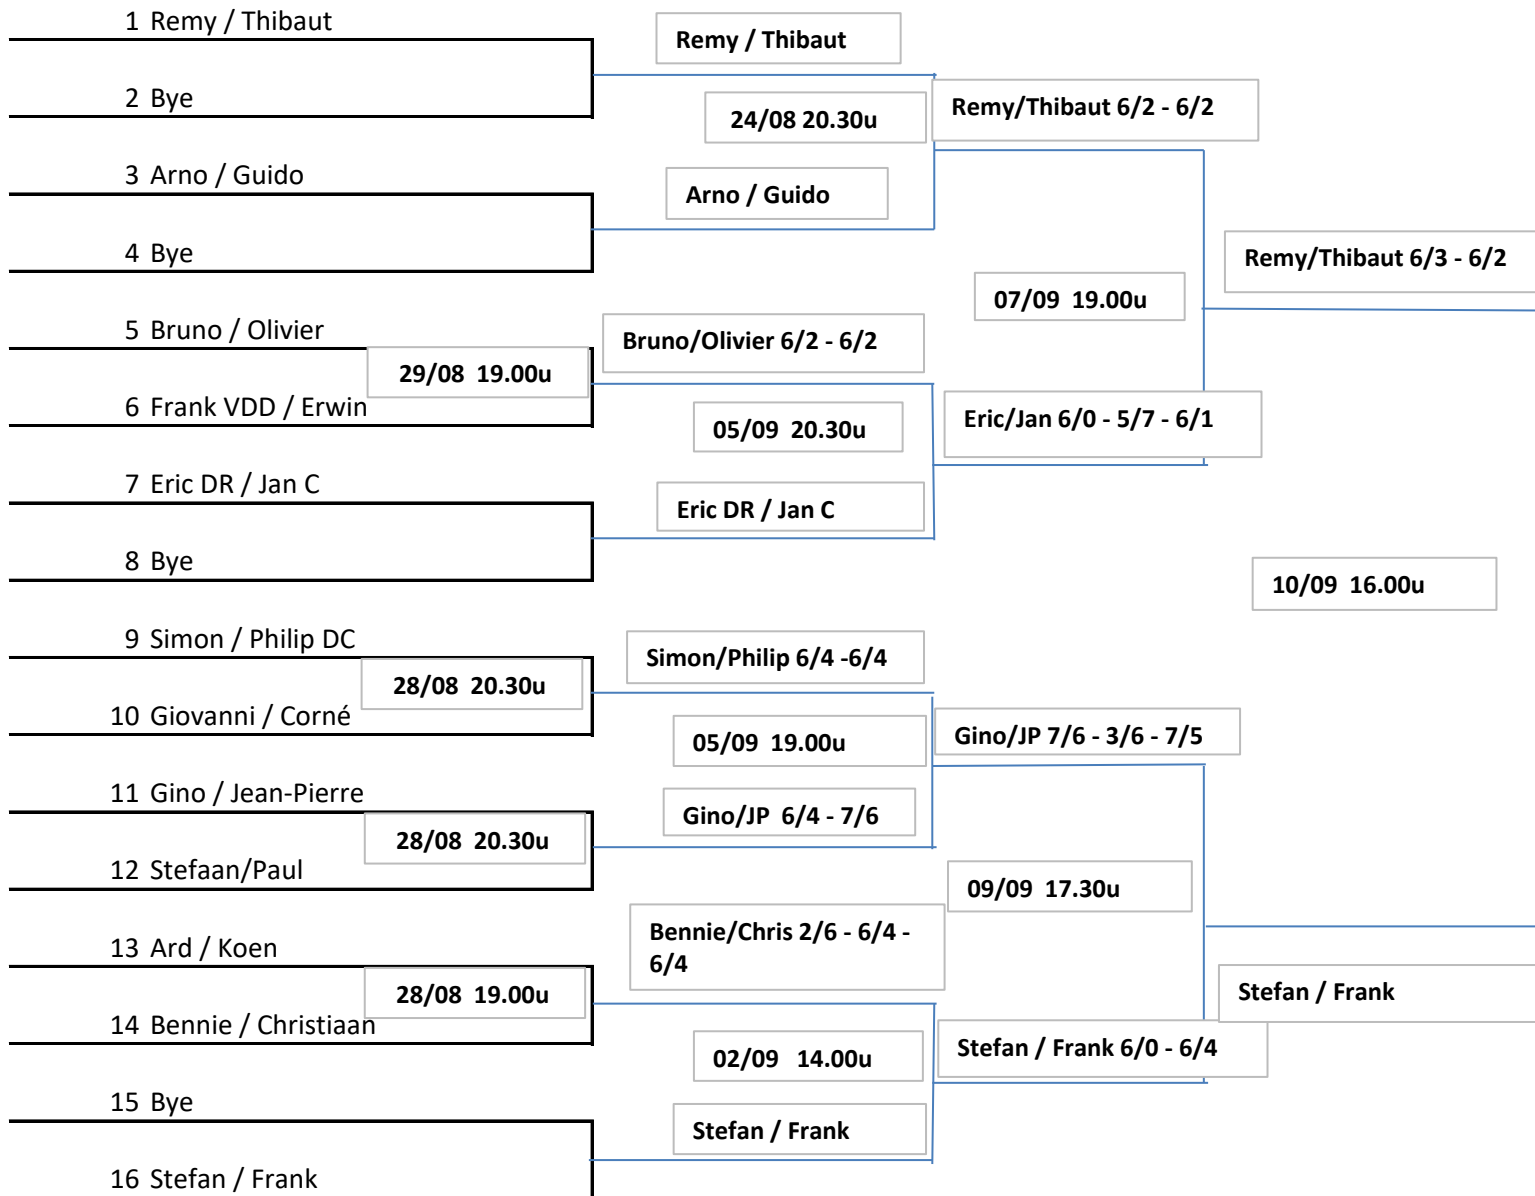 1 Remy / Thibaut
Remy / Thibaut
2 Bye
24/08 20.30u
Remy/Thibaut 6/2 - 6/2
3 Arno / Guido
Arno / Guido
4 Bye
Remy/Thibaut 6/3 - 6/2
07/09 19.00u
5 Bruno / Olivier
Bruno/Olivier 6/2 - 6/2
29/08 19.00u
6 Frank VDD / Erwin
05/09 20.30u
Eric/Jan 6/0 - 5/7 - 6/1
7 Eric DR / Jan C
Eric DR / Jan C
8 Bye
10/09 16.00u
9 Simon / Philip DC
Simon/Philip 6/4 -6/4
28/08 20.30u
10 Giovanni / Corné
05/09 19.00u
Gino/JP 7/6 - 3/6 - 7/5
11 Gino / Jean-Pierre
Gino/JP 6/4 - 7/6
28/08 20.30u
12 Stefaan/Paul
09/09 17.30u
13 Ard / Koen
Bennie/Chris 2/6 - 6/4 -
6/4
28/08 19.00u
Stefan / Frank
14 Bennie / Christiaan
02/09 14.00u
Stefan / Frank 6/0 - 6/4
15 Bye
Stefan / Frank
16 Stefan / Frank